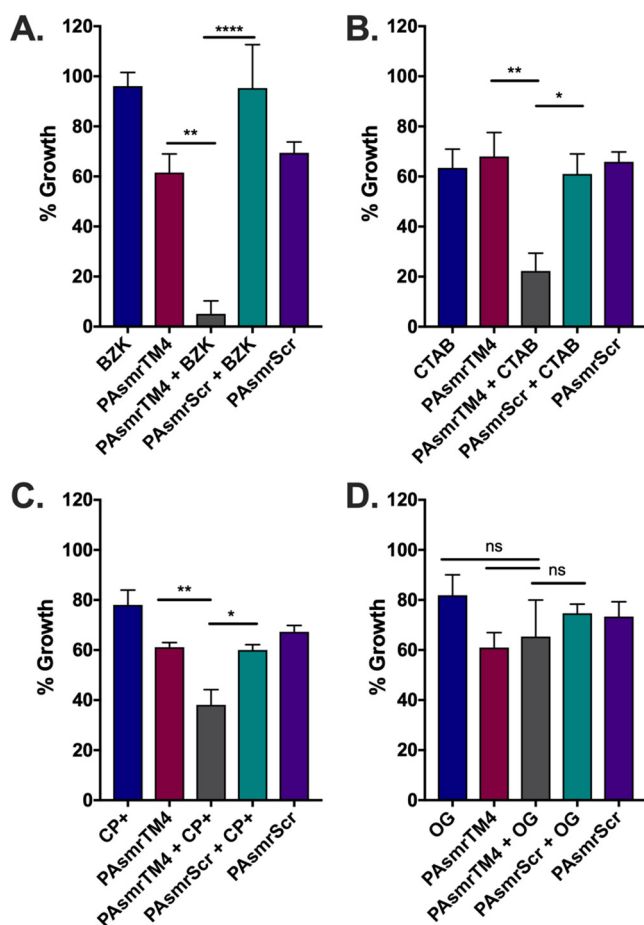 A.
B.
120
100
80
60
40
20
0
% Growth
**
****
BZK
PAsmrTM4
PAsmrTM4 + BZK
PAsmrScr + BZK
PAsmrScr
120
100
80
60
40
20
0
% Growth
**
*
CTAB
PAsmrTM4
PAsmrTM4 + CTAB
PAsmrScr + CTAB
PAsmrScr
C.
D.
120
100
80
60
40
20
0
% Growth
**
*
CP+
PAsmrTM4
PAsmrTM4 + CP+
PAsmrScr + CP+
PAsmrScr
120
100
80
60
40
20
0
% Growth
ns
ns
OG
PAsmrTM4
PAsmrTM4 + OG
PAsmrScr + OG
PAsmrScr